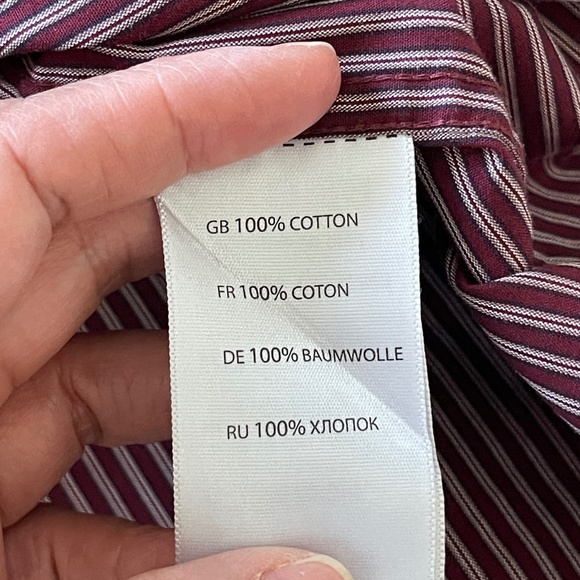 GB 100% COTTON
FR 100% COTON
DE 100% BAUMWOLLE
RU 100% ХЛОПОК